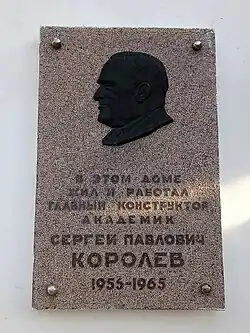 В ЭТОМ ДОМЕ
ЖИЛ И РАБОТАЛ
ГЛАВНЫЙ КОНСТРУКТОР
АКАДЕМИК
СЕРГЕЙ ПАВЛОВИЧ
КОРОЛЕВ
1956-1965